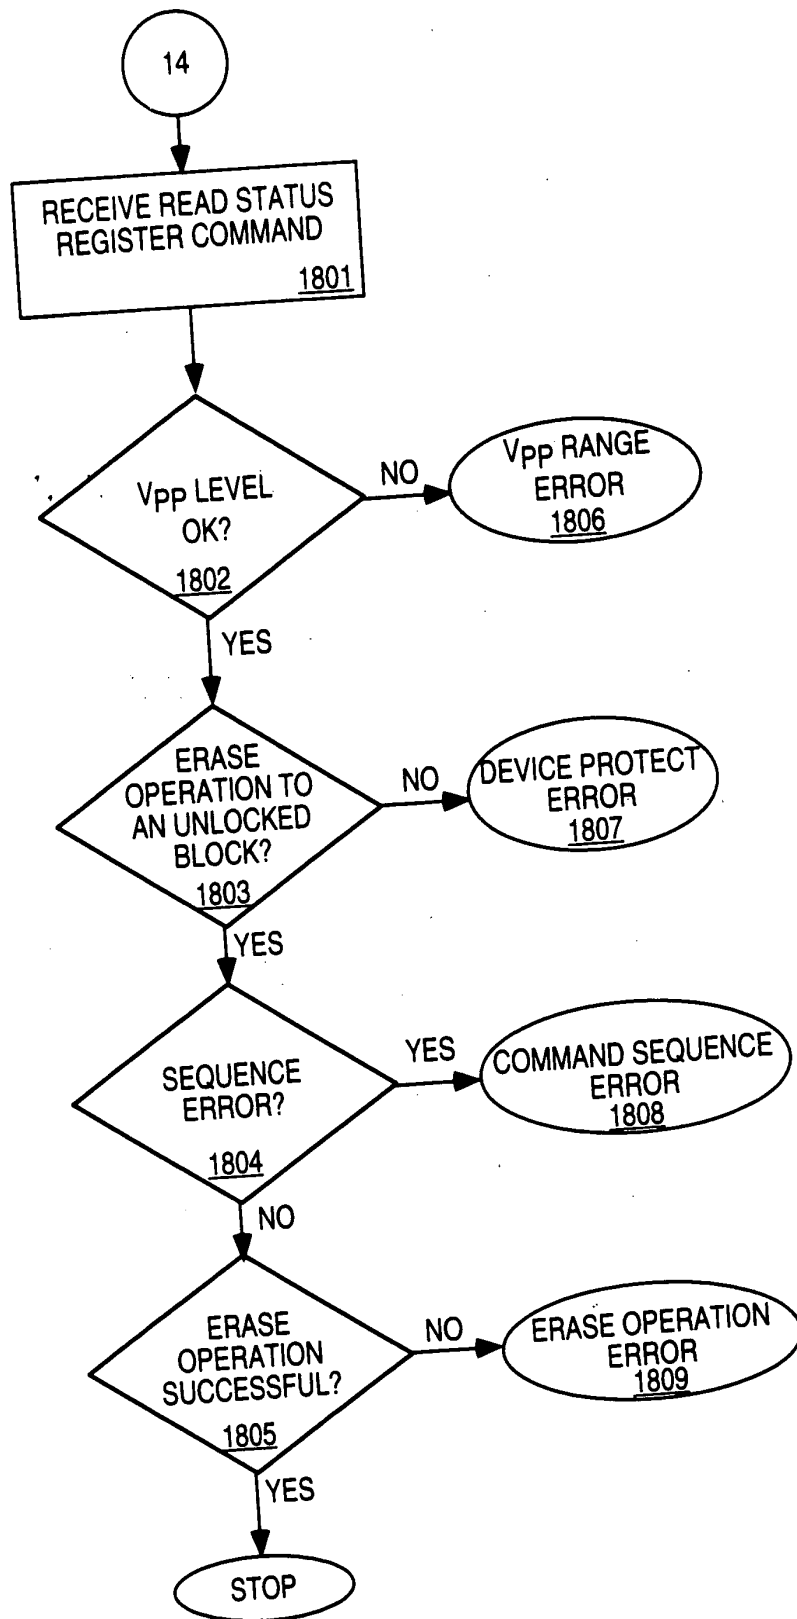 14
RECEIVE READ STATUS
REGISTER COMMAND
1801
Vpp LEVEL
OK?
1802
NO
Vpp RANGE
ERROR
1806
YES
ERASE
OPERATION TO
AN UNLOCKED
BLOCK?
1803
NO
DEVICE PROTECT
ERROR
1807
YES
SEQUENCE
ERROR?
1804
YES
COMMAND SEQUENCE
ERROR
1808
NO
ERASE
OPERATION
SUCCESSFUL?
1805
NO
ERASE OPERATION
ERROR
1809
YES
STOP